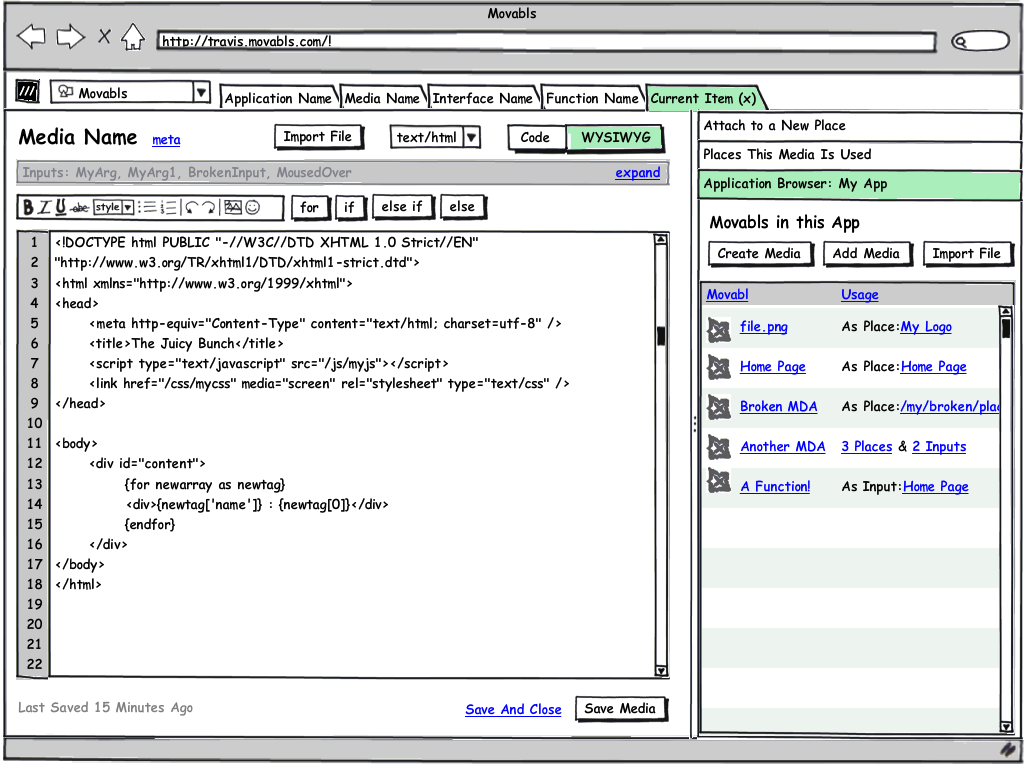 Movabls
http://travis.movabls.com/!
Movabls
Application Name
Media Name
Interface Name
Function Name
Current Item (x)
Media Name meta
Import File
text/html
Code
WYSIWYG
Inputs: MyArg, MyArg1, BrokenInput, MousedOver expand
B I U abc style
for
if
else if
else
1 <!DOCTYPE html PUBLIC "-//W3C//DTD XHTML 1.0 Strict//EN"
2 "http://www.w3.org/TR/xhtml1/DTD/xhtml1-strict.dtd">
3 <html xmlns="http://www.w3.org/1999/xhtml">
4 <head>
5 <meta http-equiv="Content-Type" content="text/html; charset=utf-8" />
6 <title>The Juicy Bunch</title>
7 <script type="text/javascript" src="/js/myjs"></script>
8 <link href="/css/mycss" media="screen" rel="stylesheet" type="text/css" />
9 </head>
10
11 <body>
12 <div id="content">
13 {for newarray as newtag}
14 <div>{newtag['name']} : {newtag[0]}</div>
15 {endfor}
16 </div>
17 </body>
18 </html>
19
20
21
22
Last Saved 15 Minutes Ago
Save And Close
Save Media
Attach to a New Place
Places This Media Is Used
Application Browser: My App
Movabls in this App
Create Media
Add Media
Import File
Movabl Usage
file.png As Place:My Logo
Home Page As Place:Home Page
Broken MDA As Place:/my/broken/plac
Another MDA 3 Places & 2 Inputs
A Function! As Input:Home Page